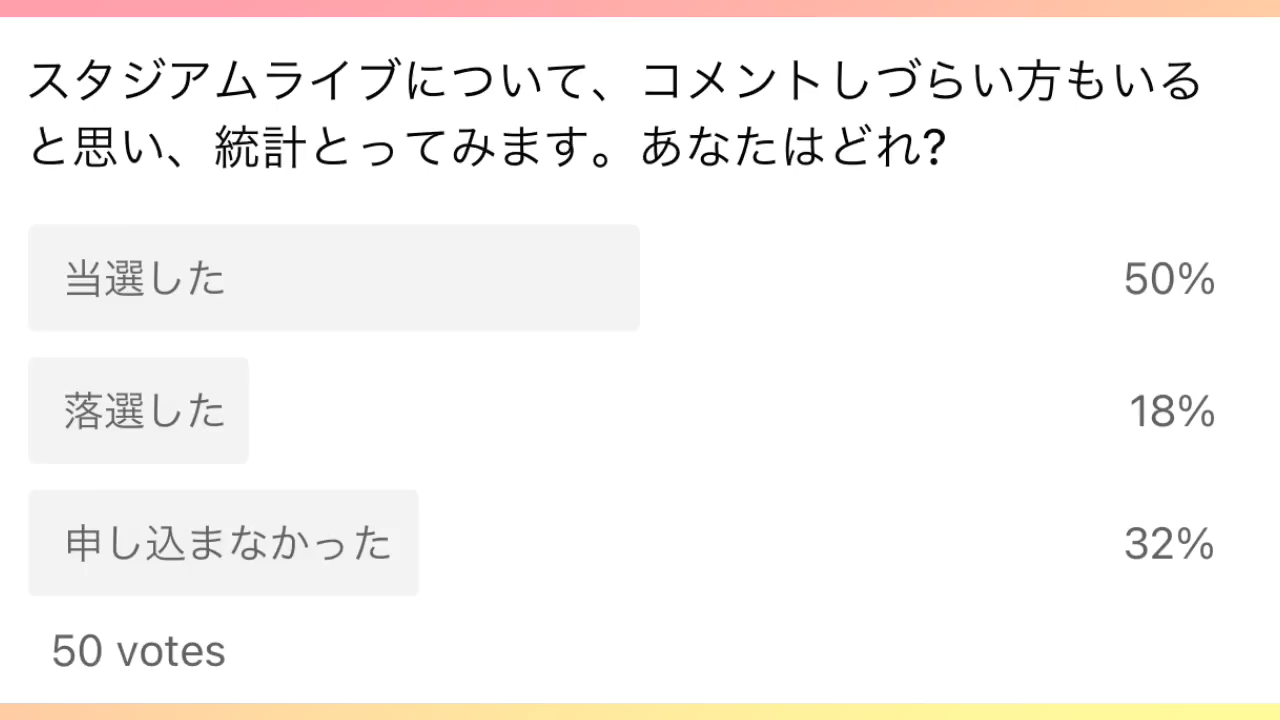 スタジアムライブについて、コメントしづらい方もいる
と思い、統計とってみます。あなたはどれ?
当選した 50%
落選した 18%
申し込まなかった 32%
50 votes